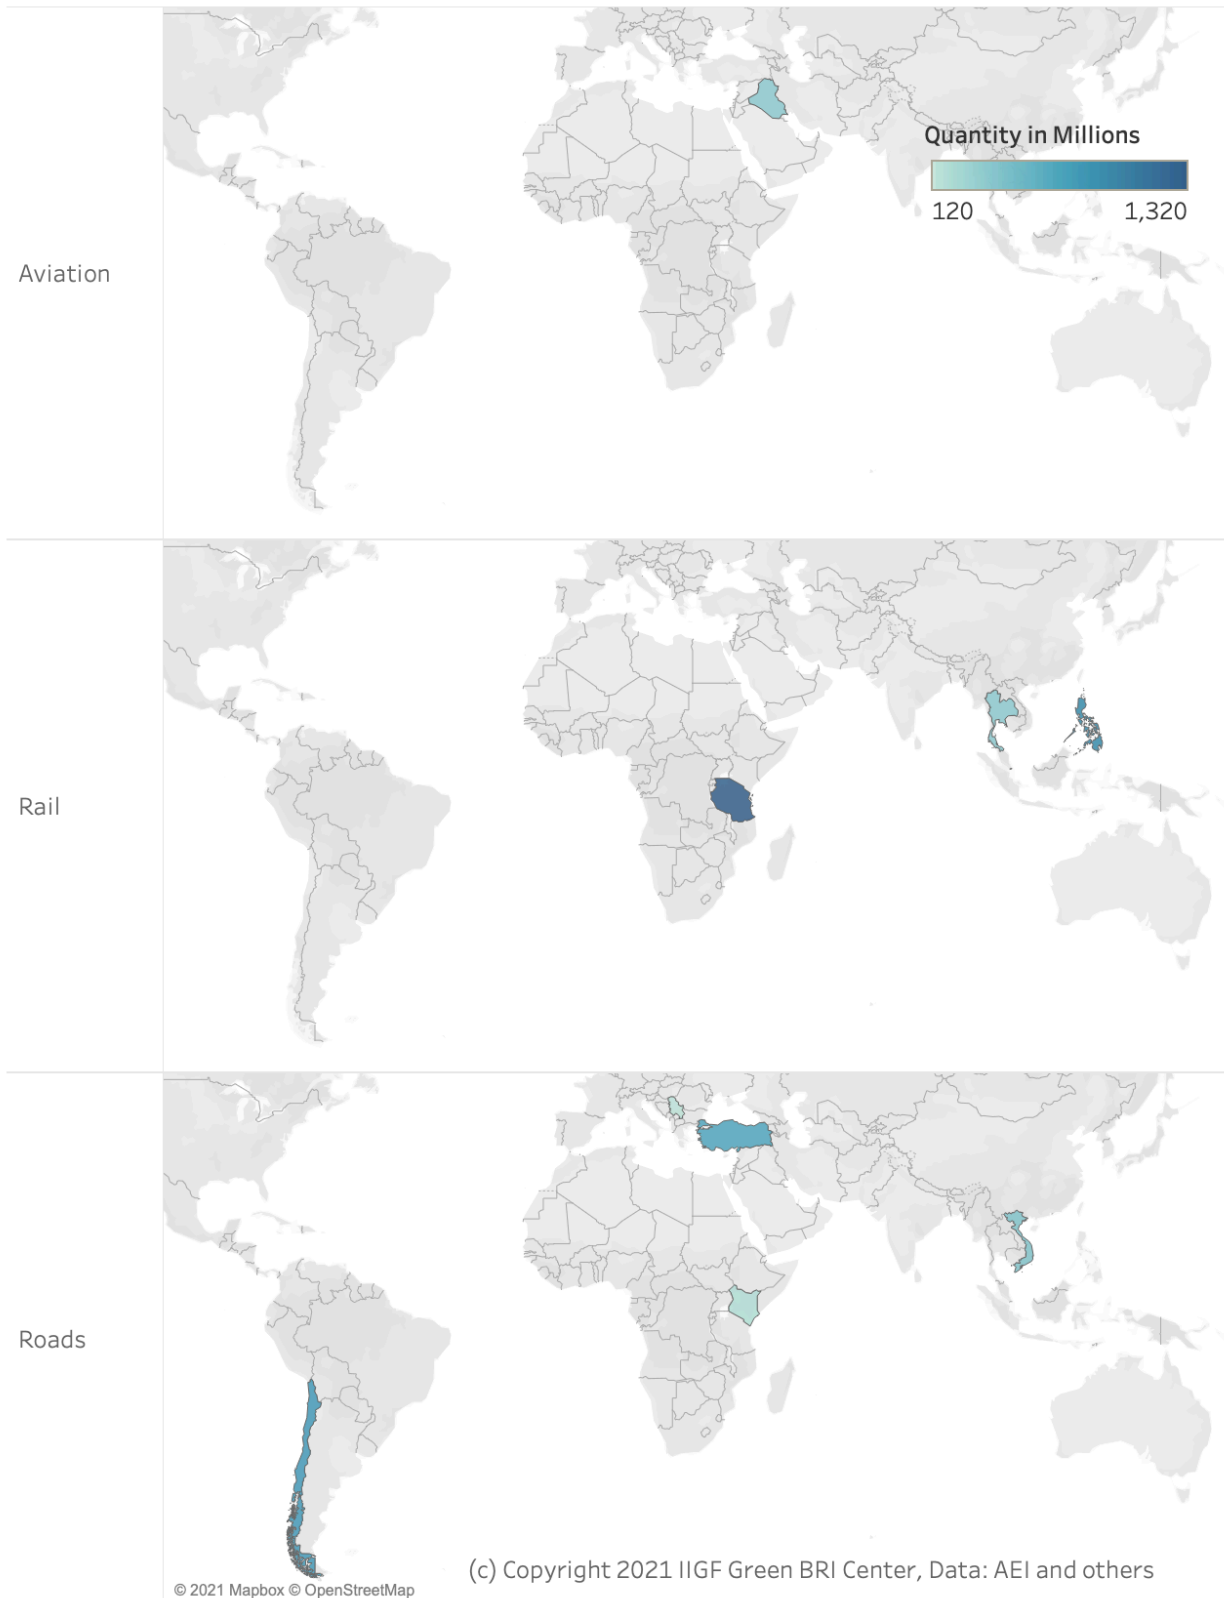 Quantity in Millions
120 1,320
Aviation
Rail
Roads
(c) Copyright 2021 IIGF Green BRI Center, Data: AEI and others
© 2021 Mapbox © OpenStreetMap